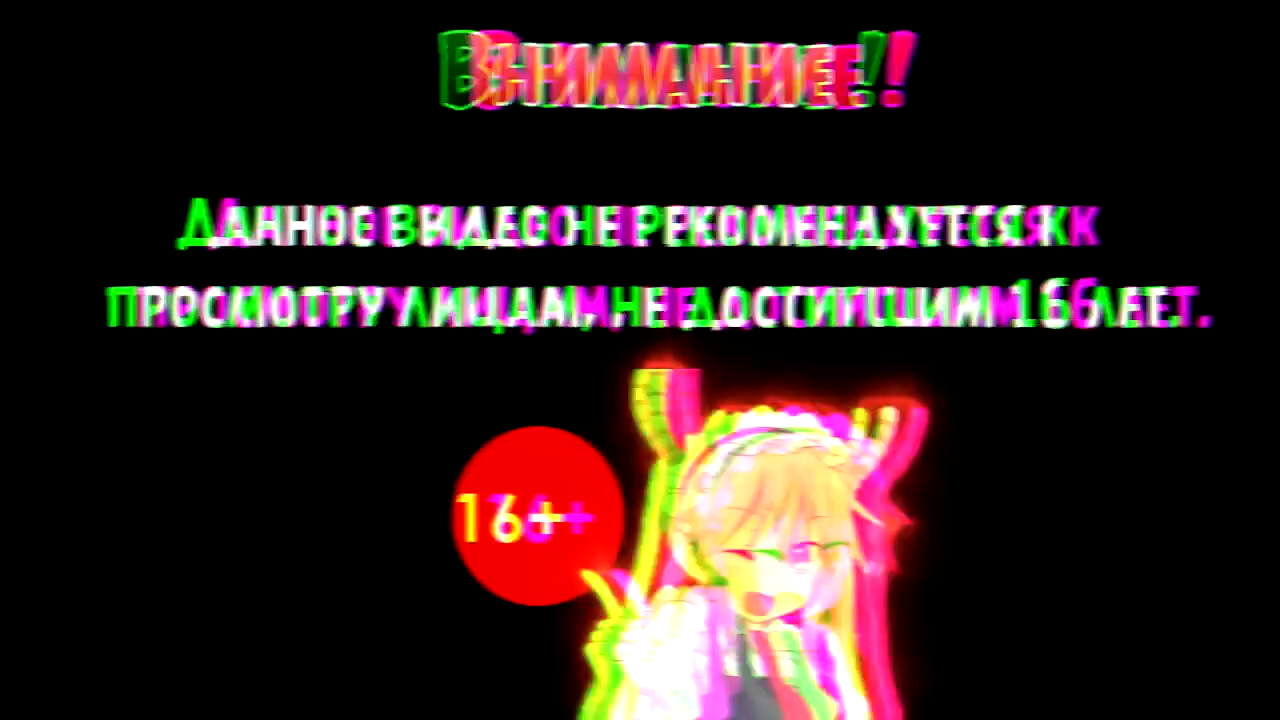 Внимание!
Данное видео не рекомендуется к
просмотру лицам, не достигшим 16 лет.
16+